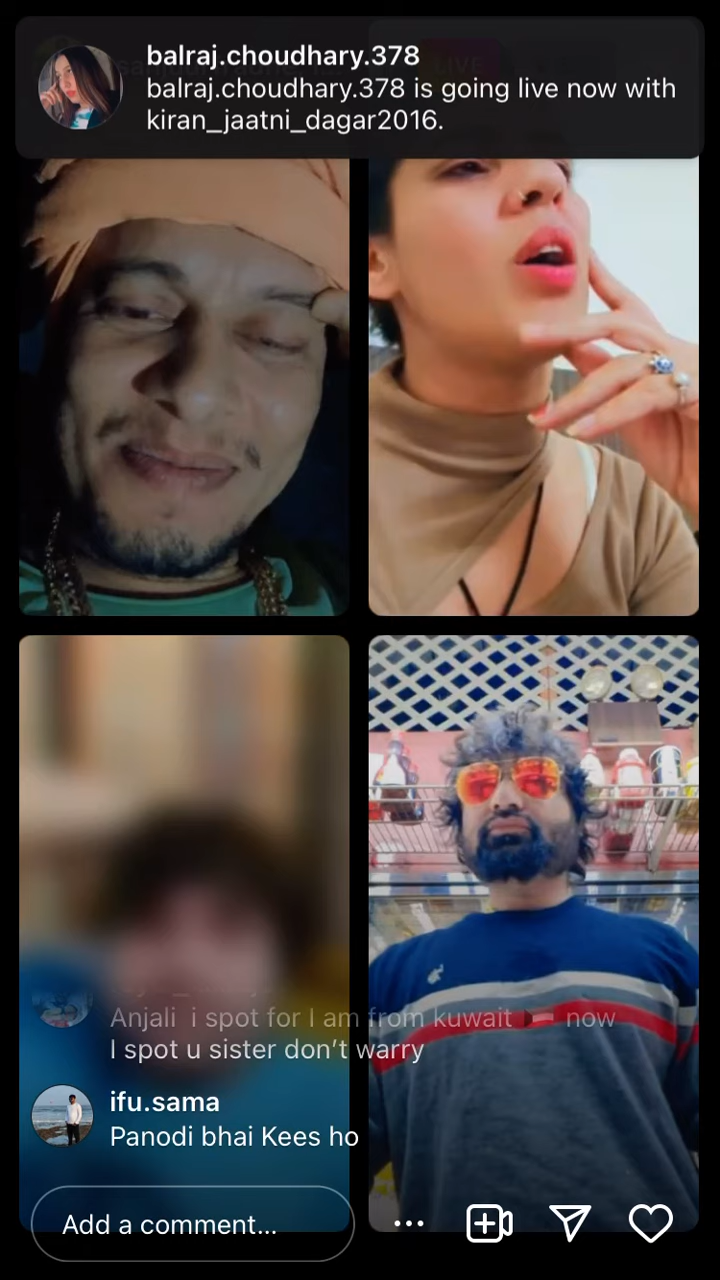 balraj.choudhary.378
balraj.choudhary.378 is going live now with
kiran_jaatni_dagar2016.
LIVE
Anjali i spot for I am from kuwait 🇰🇼 now
I spot u sister don't warry
ifu.sama
Panodi bhai Kees ho
Add a comment...